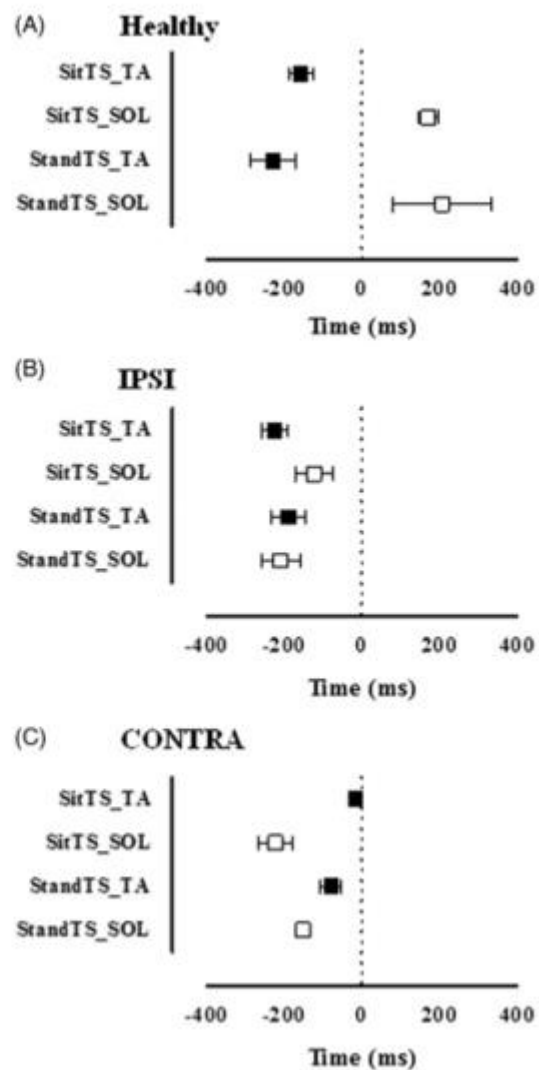 (A) Healthy
SitTS_TA
SitTS_SOL
StandTS_TA
StandTS_SOL
-400 -200 0 200 400
Time (ms)
(B) IPSI
SitTS_TA
SitTS_SOL
StandTS_TA
StandTS_SOL
-400 -200 0 200 400
Time (ms)
(C) CONTRA
SitTS_TA
SitTS_SOL
StandTS_TA
StandTS_SOL
-400 -200 0 200 400
Time (ms)